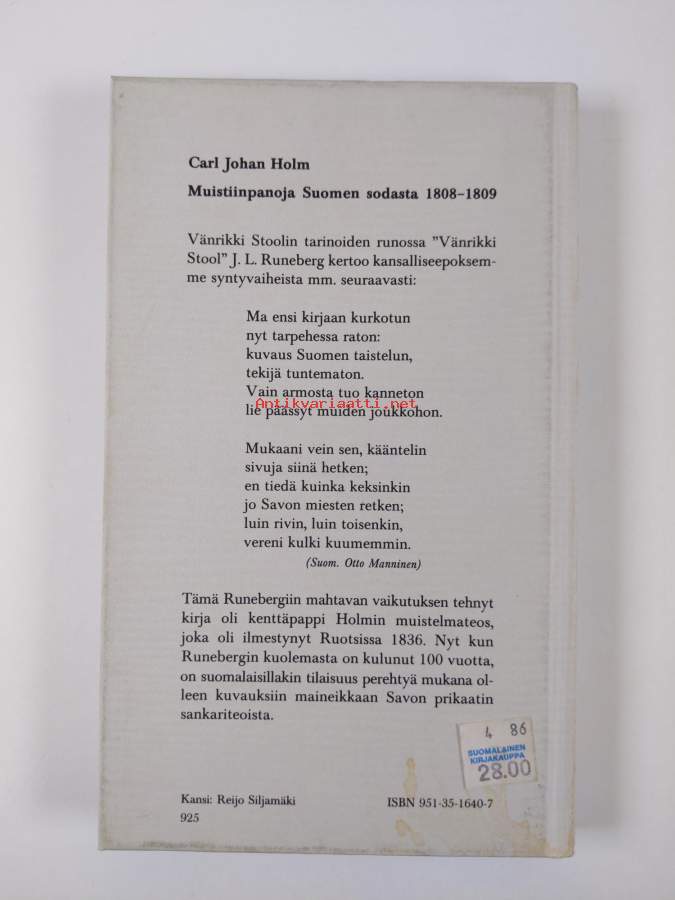 Carl Johan Holm
Muistiinpanoja Suomen sodasta 1808-1809
Vänrikki Stoolin tarinoiden runossa ”Vänrikki
Stool” J. L. Runeberg kertoo kansalliseepoksem-
me syntyvaiheista mm. seuraavasti:
Ma ensi kirjaan kurkotun
nyt tarpehessa raton:
kuvaus Suomen taistelun,
tekijä tuntematon.
Vain armosta tuo kanneton
Antikvariaatti.net
lie päässyt muiden joukkohon.
Mukaani vein sen, kääntelin
sivuja siinä hetken;
en tiedä kuinka keksinkin
jo Savon miesten retken;
luin rivin, luin toisenkin,
vereni kulki kuumemmin.
(Suom. Otto Manninen)
Tämä Runebergiin mahtavan vaikutuksen tehnyt
kirja oli kenttäpappi Holmin muistelmateos,
joka oli ilmestynyt Ruotsissa 1836. Nyt kun
Runebergin kuolemasta on kulunut 100 vuotta,
on suomalaisillakin tilaisuus perehtyä mukana ol-
leen kuvauksiin maineikkaan Savon prikaatin
sankariteoista.
4 86
SUOMALAINEN
KIRJAKAUPPA
28.00
Kansi: Reijo Siljamäki ISBN 951-35-1640-7
925